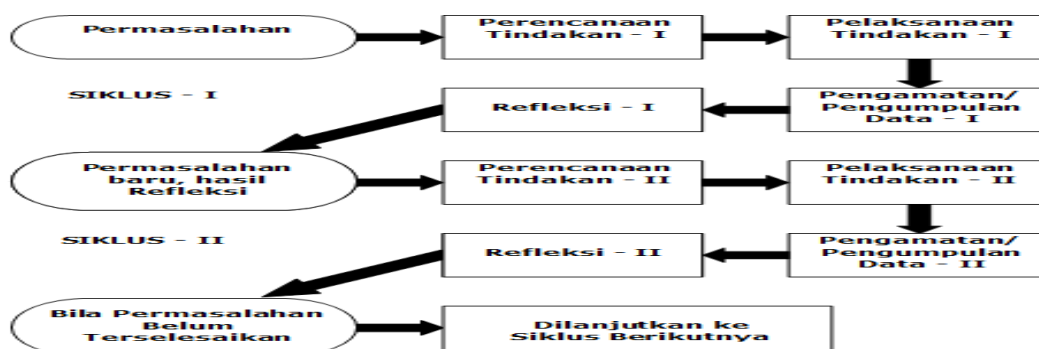 Permasalahan
Perencanaan
Tindakan - I
Pelaksanaan
Tindakan - I
SIKLUS - I
Refleksi - I
Pengamatan/
Pengumpulan
Data - I
Permasalahan
baru, hasil
Refleksi
Perencanaan
Tindakan - II
Pelaksanaan
Tindakan - II
SIKLUS - II
Refleksi - II
Pengamatan/
Pengumpulan
Data - II
Bila Permasalahan
Belum
Terselesaikan
Dilanjutkan ke
Siklus Berikutnya